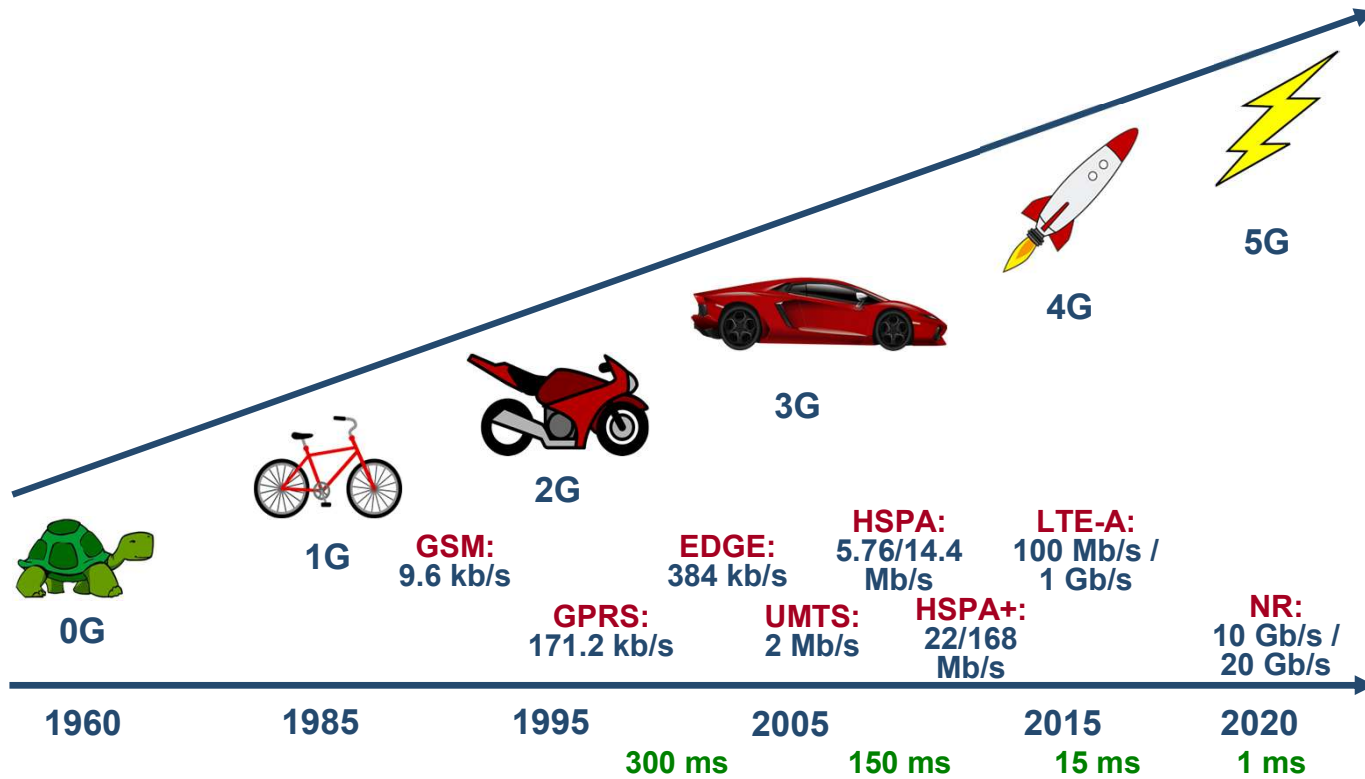 5G
4G
3G
2G
1G
0G
GSM:
9.6 kb/s
GPRS:
171.2 kb/s
EDGE:
384 kb/s
UMTS:
2 Mb/s
HSPA:
5.76/14.4
Mb/s
HSPA+:
22/168
Mb/s
LTE-A:
100 Mb/s /
1 Gb/s
NR:
10 Gb/s /
20 Gb/s
1960 1985 1995 2005 2015 2020
300 ms 150 ms 15 ms 1 ms